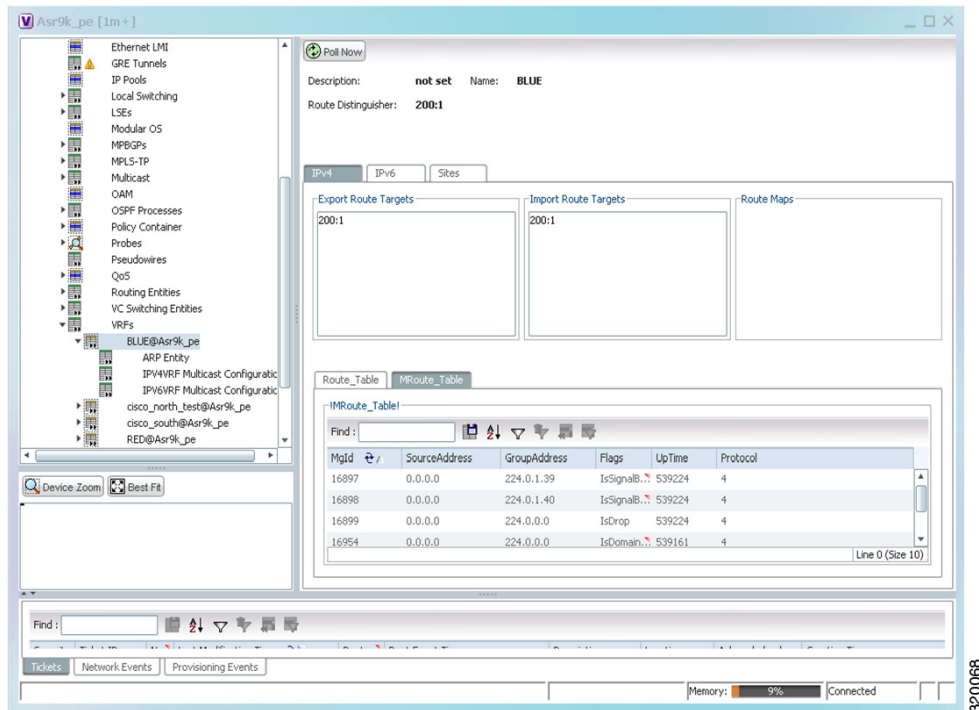 Asr9k_pe [1m+]
Ethernet LMI
GRE Tunnels
IP Pools
Local Switching
LSEs
Modular OS
MPBGPs
MPLS-TP
Multicast
OAM
OSPF Processes
Policy Container
Probes
Pseudowires
QoS
Routing Entities
VC Switching Entities
VRFs
BLUE@Asr9k_pe
ARP Entity
IPV4VRF Multicast Configuratic
IPV6VRF Multicast Configuratic
cisco_north_test@Asr9k_pe
cisco_south@Asr9k_pe
RED@Asr9k_pe
Device Zoom Best Fit
Poll Now
Description: not set Name: BLUE
Route Distinguisher: 200:1
IPv4 IPv6 Sites
Export Route Targets Import Route Targets Route Maps
200:1 200:1
Route_Table MRoute_Table
!MRoute_Table!
Find :
MgId SourceAddress GroupAddress Flags UpTime Protocol
16897 0.0.0.0 224.0.1.39 IsSignalB.. 539224 4
16898 0.0.0.0 224.0.1.40 IsSignalB.. 539224 4
16899 0.0.0.0 224.0.0.0 IsDrop 539224 4
16954 0.0.0.0 224.0.0.0 IsDomain.. 539161 4
Line 0 (Size 10)
Find :
Tickets Network Events Provisioning Events
Memory: 9% Connected
320068